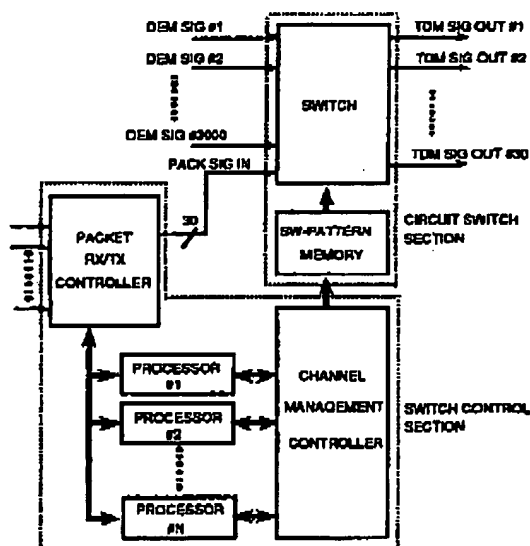 DEM SIG #1
TDM SIG OUT #1
DEM SIG #2
TDM SIG OUT #2
SWITCH
DEM SIG #3000
TDM SIG OUT #30
PACK SIG IN
30
PACKET
RX/TX
CONTROLLER
SW-PATTERN
MEMORY
CIRCUIT SWITCH
SECTION
PROCESSOR
#1
PROCESSOR
#2
PROCESSOR
#N
CHANNEL
MANAGEMENT
CONTROLLER
SWITCH CONTROL
SECTION